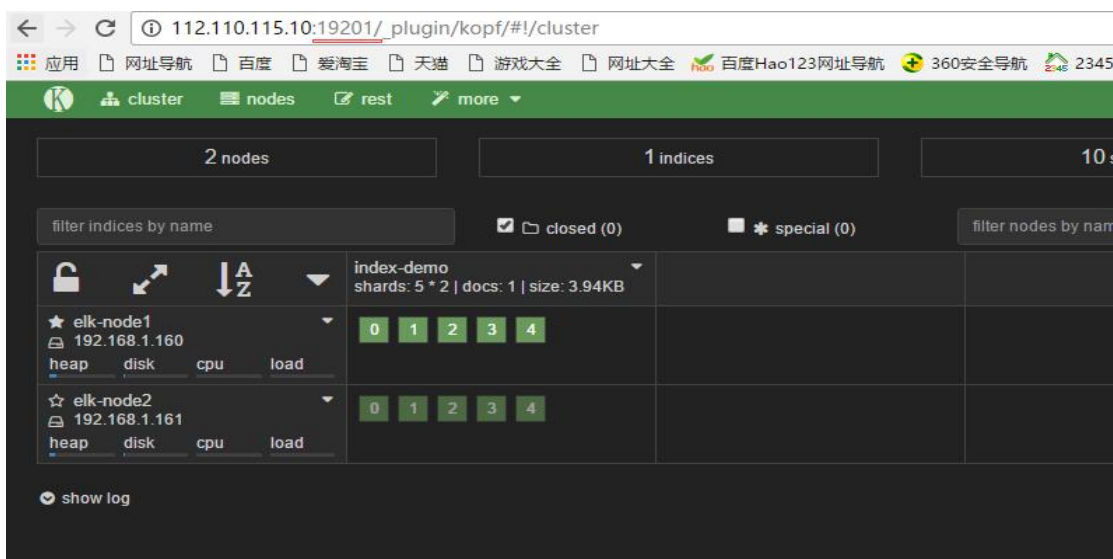 112.110.115.10:19201/_plugin/kopf/#!/cluster
应用 网址导航 百度 爱淘宝 天猫 游戏大全 网址大全 百度Hao123网址导航 360安全导航 2345
cluster nodes rest more
2 nodes 1 indices 10 s
filter indices by name closed (0) special (0) filter nodes by nam
index-demo
shards: 5 * 2 | docs: 1 | size: 3.94KB
elk-node1
192.168.1.160
heap disk cpu load
0 1 2 3 4
elk-node2
192.168.1.161
heap disk cpu load
0 1 2 3 4
show log